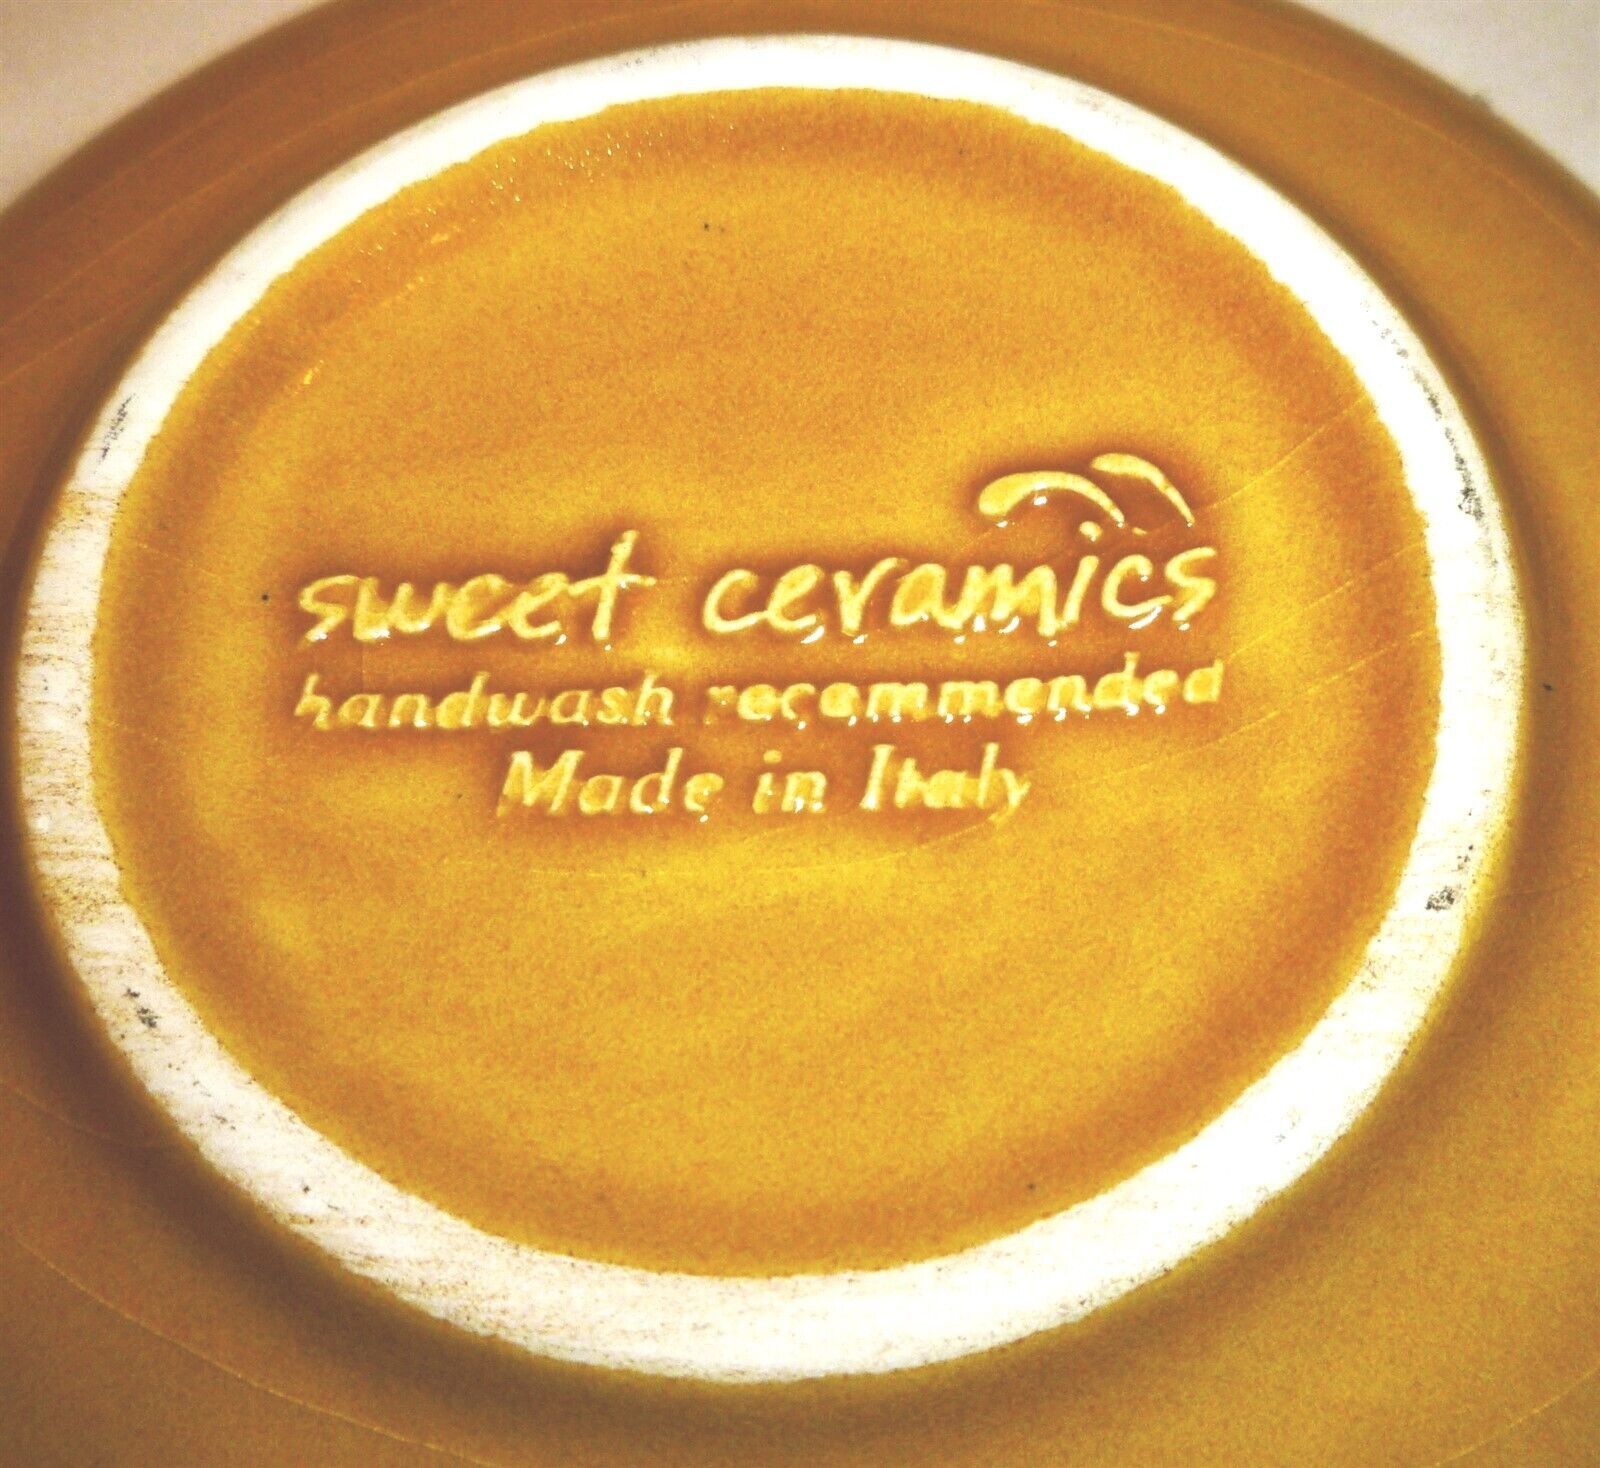 sweet ceramics
handwash recommended
Made in Italy